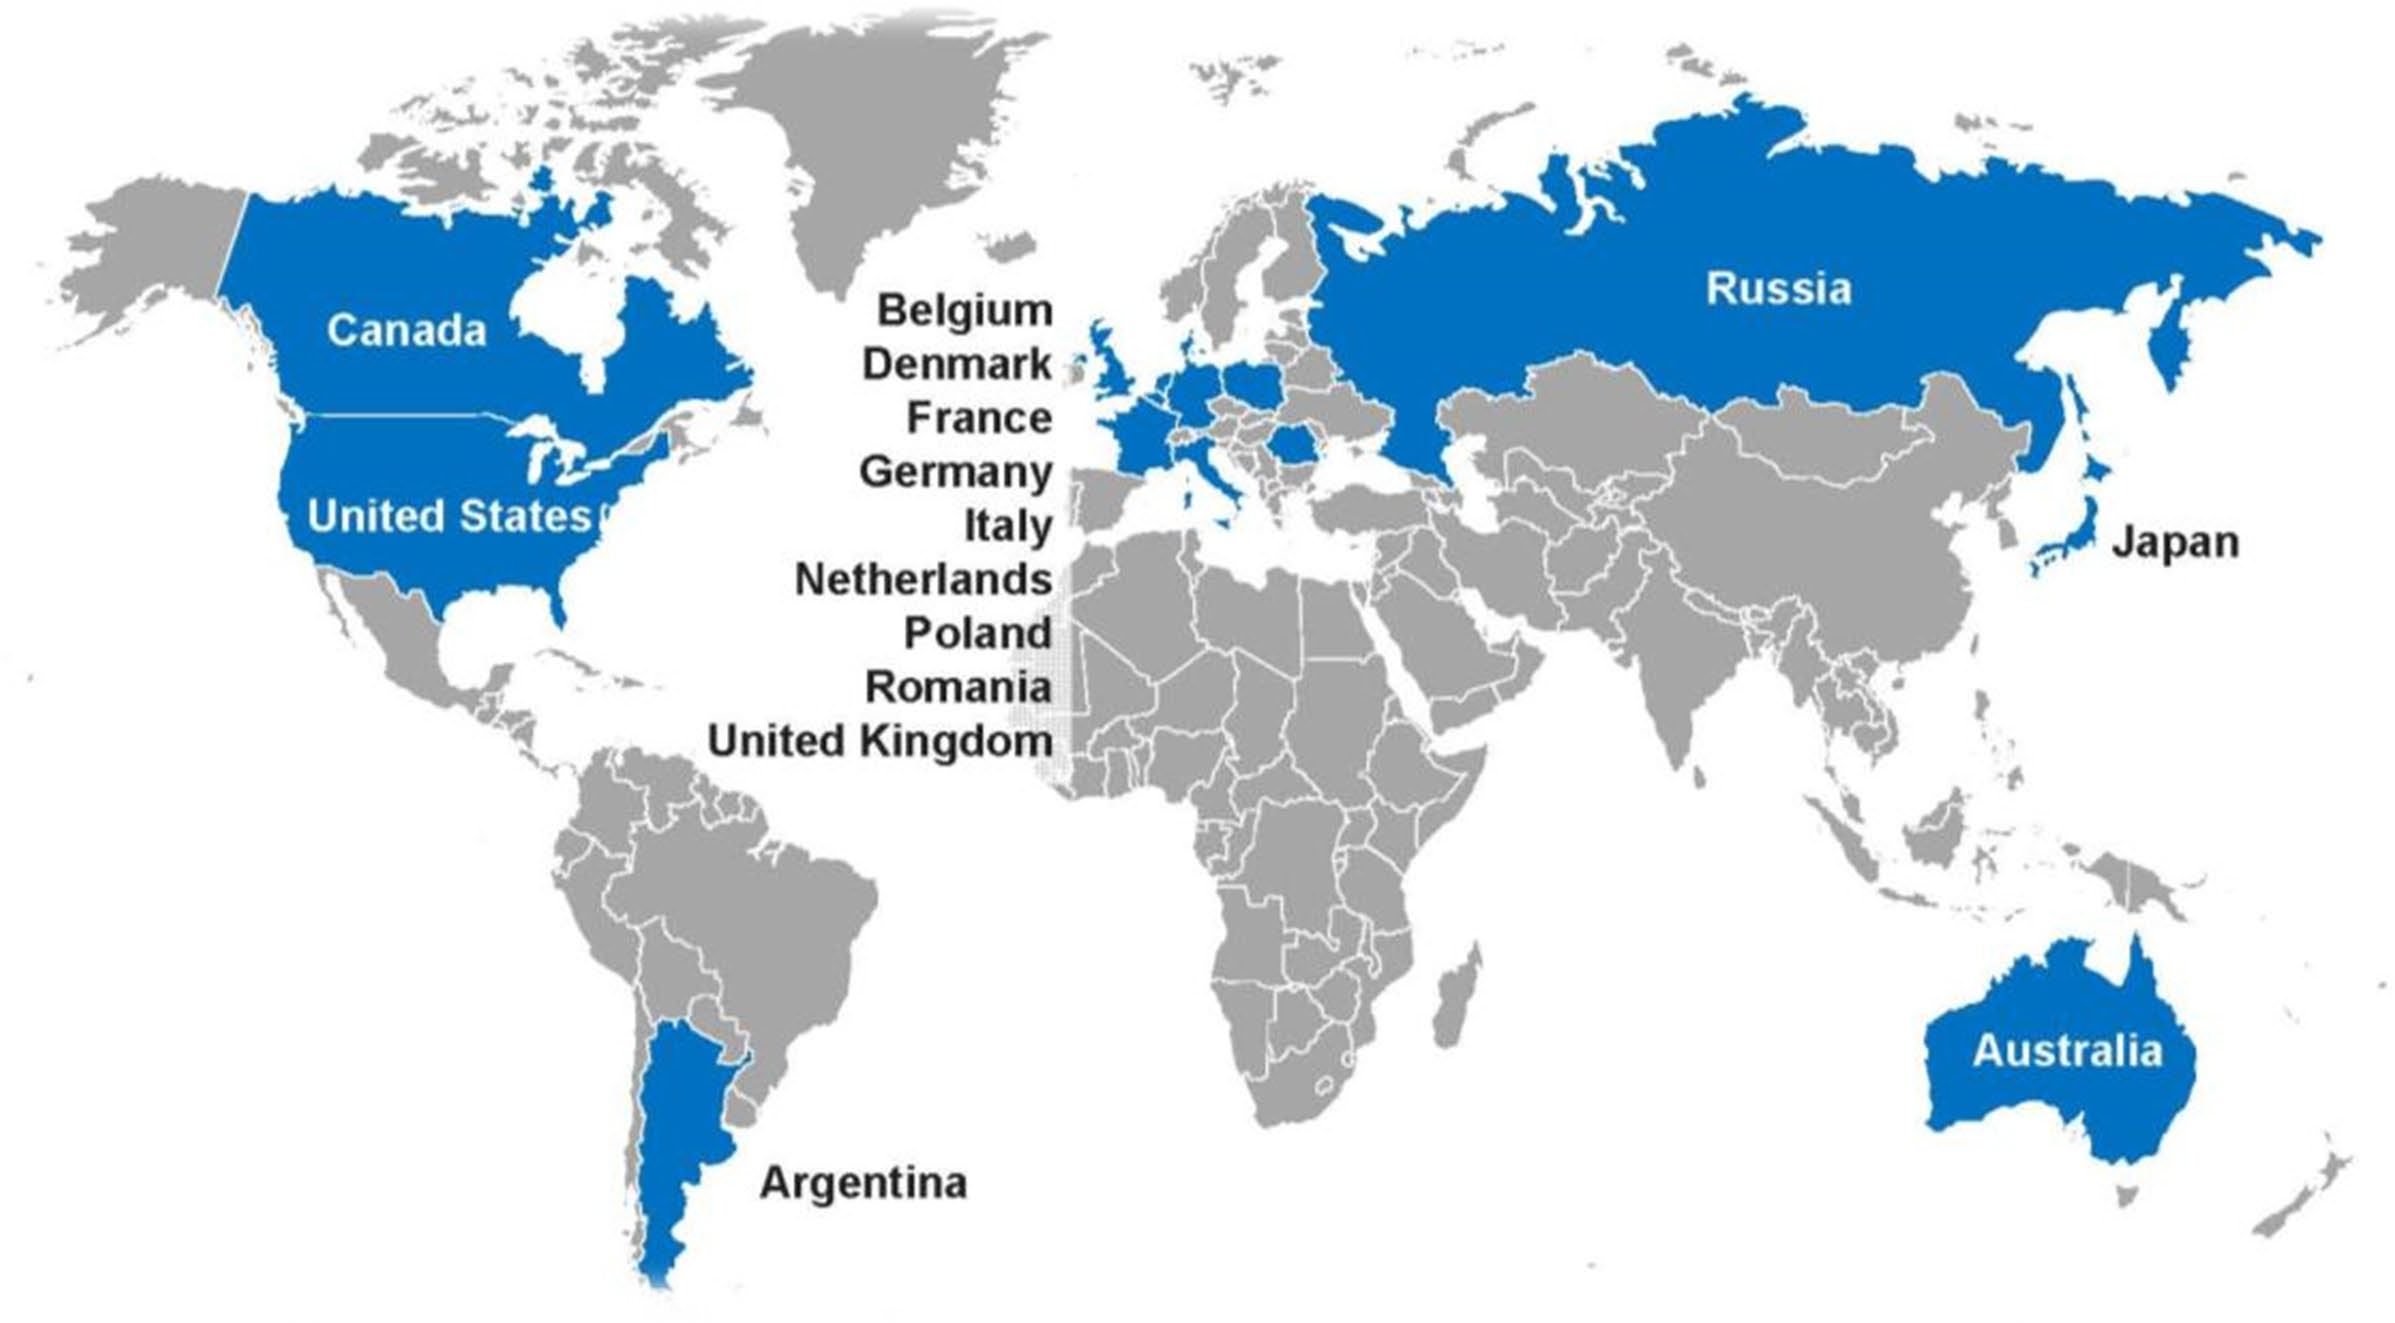 Canada
United States
Belgium
Denmark
France
Germany
Italy
Netherlands
Poland
Romania
United Kingdom
Russia
Japan
Argentina
Australia